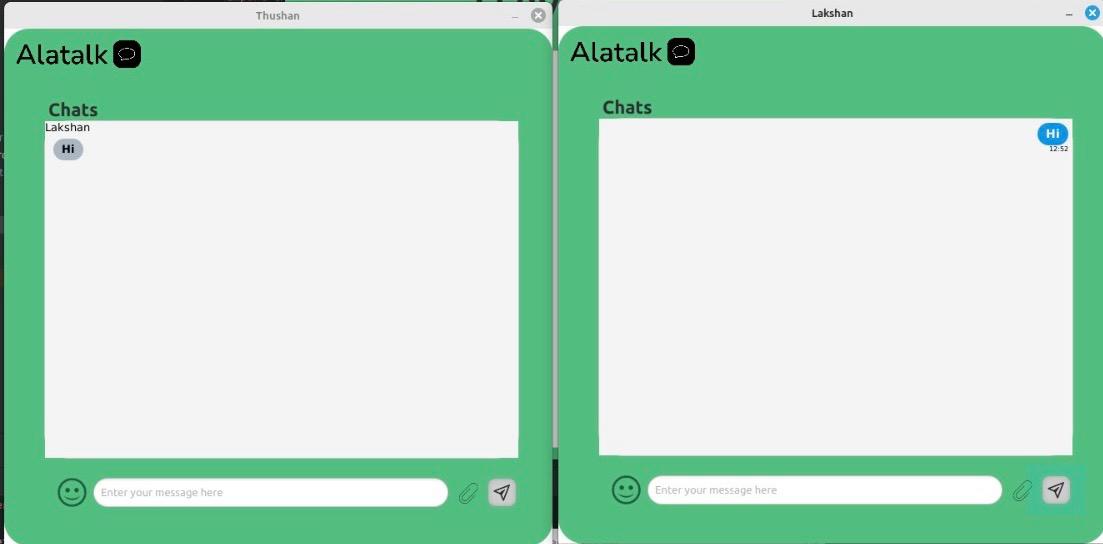 Thushan
Alatalk
Chats
Lakshan
Hi
Enter your message here
Lakshan
Alatalk
Chats
Hi
12:52
Enter your message here